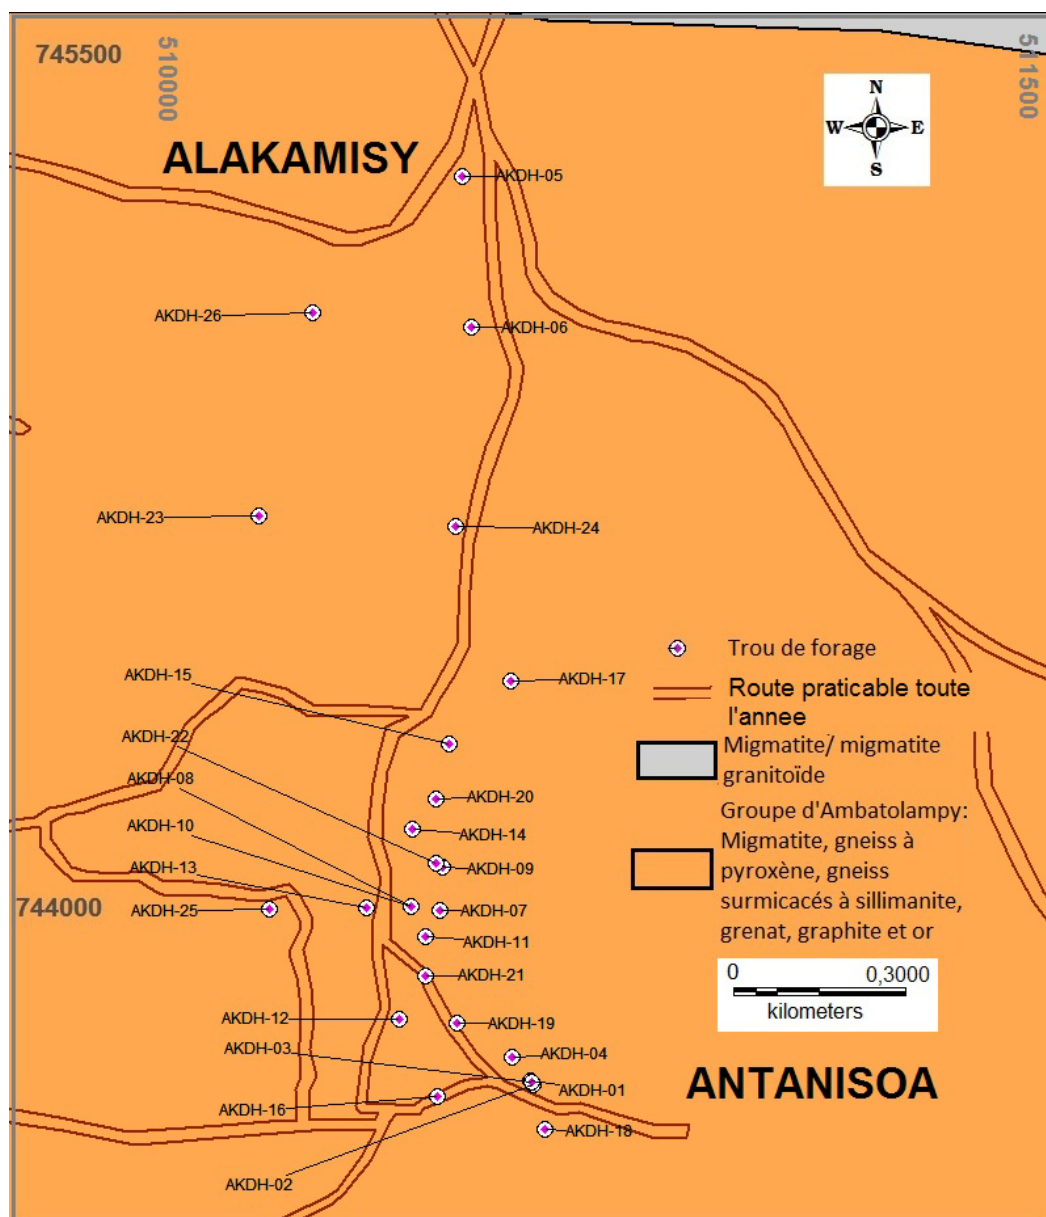 745500
5100000
511500
N
W E
S
ALAKAMISY
AKDH-05
AKDH-26
AKDH-06
AKDH-23
AKDH-24
AKDH-15
AKDH-17
AKDH-22
AKDH-08
AKDH-20
AKDH-10
AKDH-14
AKDH-13
AKDH-09
744000
AKDH-25
AKDH-07
AKDH-11
AKDH-21
AKDH-12
AKDH-19
AKDH-03
AKDH-04
AKDH-01
AKDH-16
AKDH-18
AKDH-02
ANTANISOA
Trou de forage
Route praticable toute
l'annee
Migmatite/ migmatite
granitoïde
Groupe d'Ambatolampy:
Migmatite, gneiss à
pyroxène, gneiss
surmicacés à sillimanite,
grenat, graphite et or
0 0,3000
kilometers